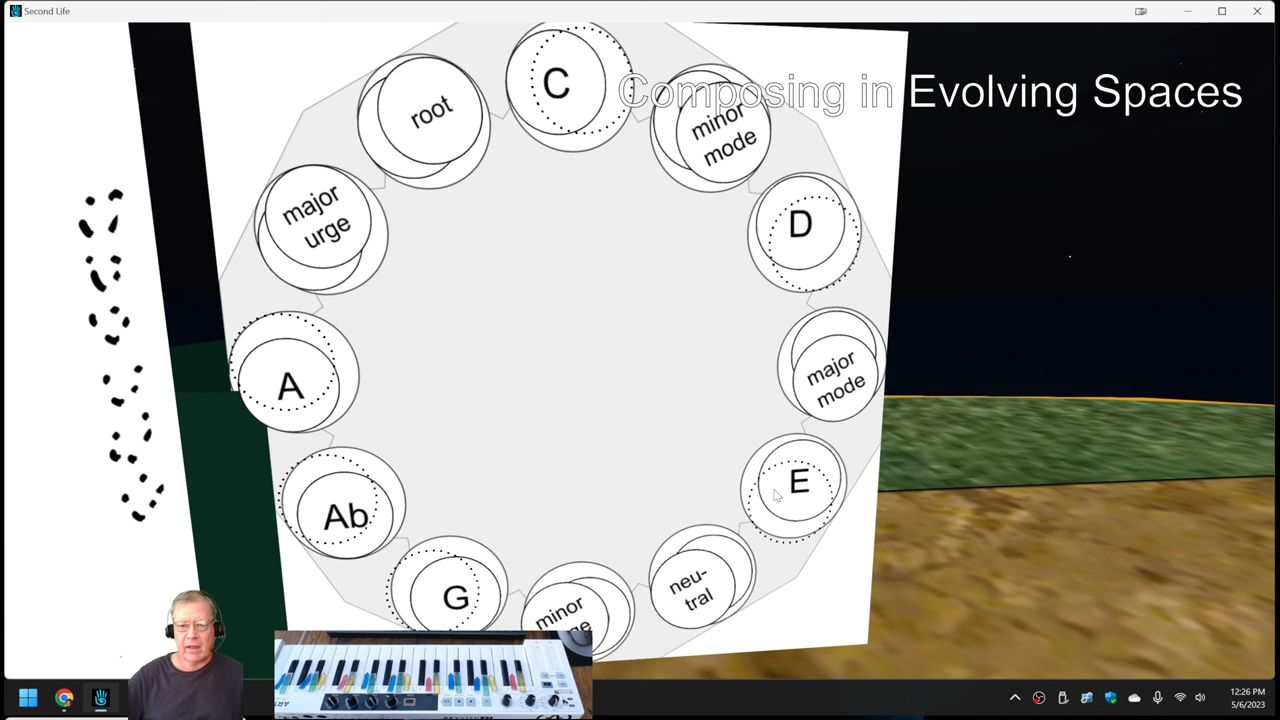 Second Life
Composing in Evolving Spaces
C
root
minor
mode
major
urge
D
A
major
mode
E
Ab
neu-
tral
G
minor
12:26 PM
5/6/2023